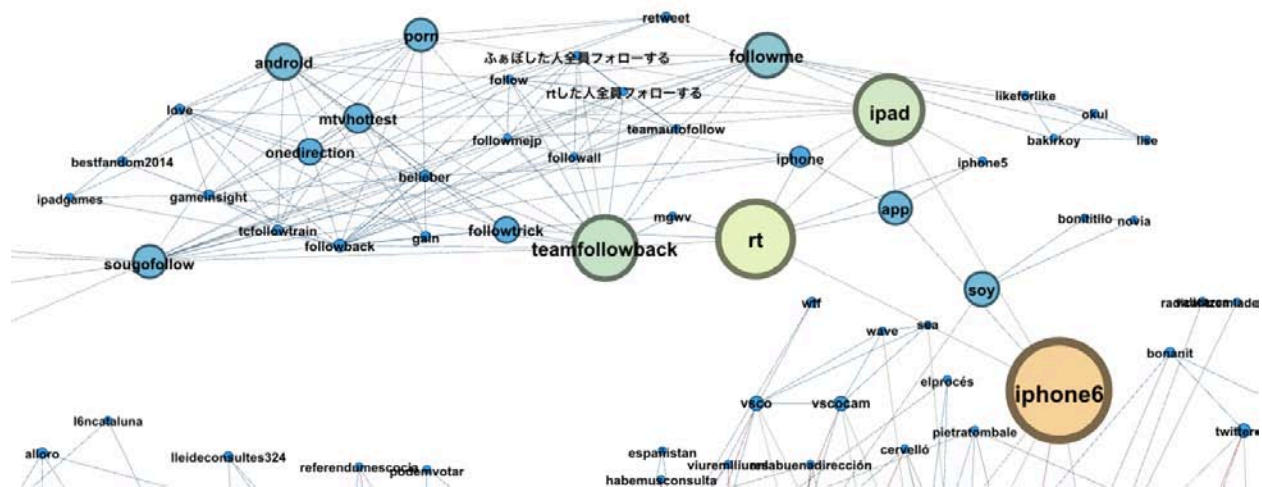 retweet
porn
followme
android
ふぁぼした人全員フォローする
follow
rtした人全員フォローする
ipad
likeforlike
love
mtvhottest
okul
teamautofollow
followmejp
bakirkoy
lise
onedirection
followall
iphone
iphone5
bestfandom2014
belieber
ipadgames
gameinsight
app
mgwv
bonititllo
novia
tcfollowtrain
followback
gain
followtrick
teamfollowback
rt
sougofollow
soy
wtf
sea
wave
bonanit
elprocés
iphone6
vsco
vscocam
l6ncataluna
pietratombale
twitter
alloro
lleideconsultes324
espanistan
cervelló
referendumescocia
podemvotar
habemusconsulta